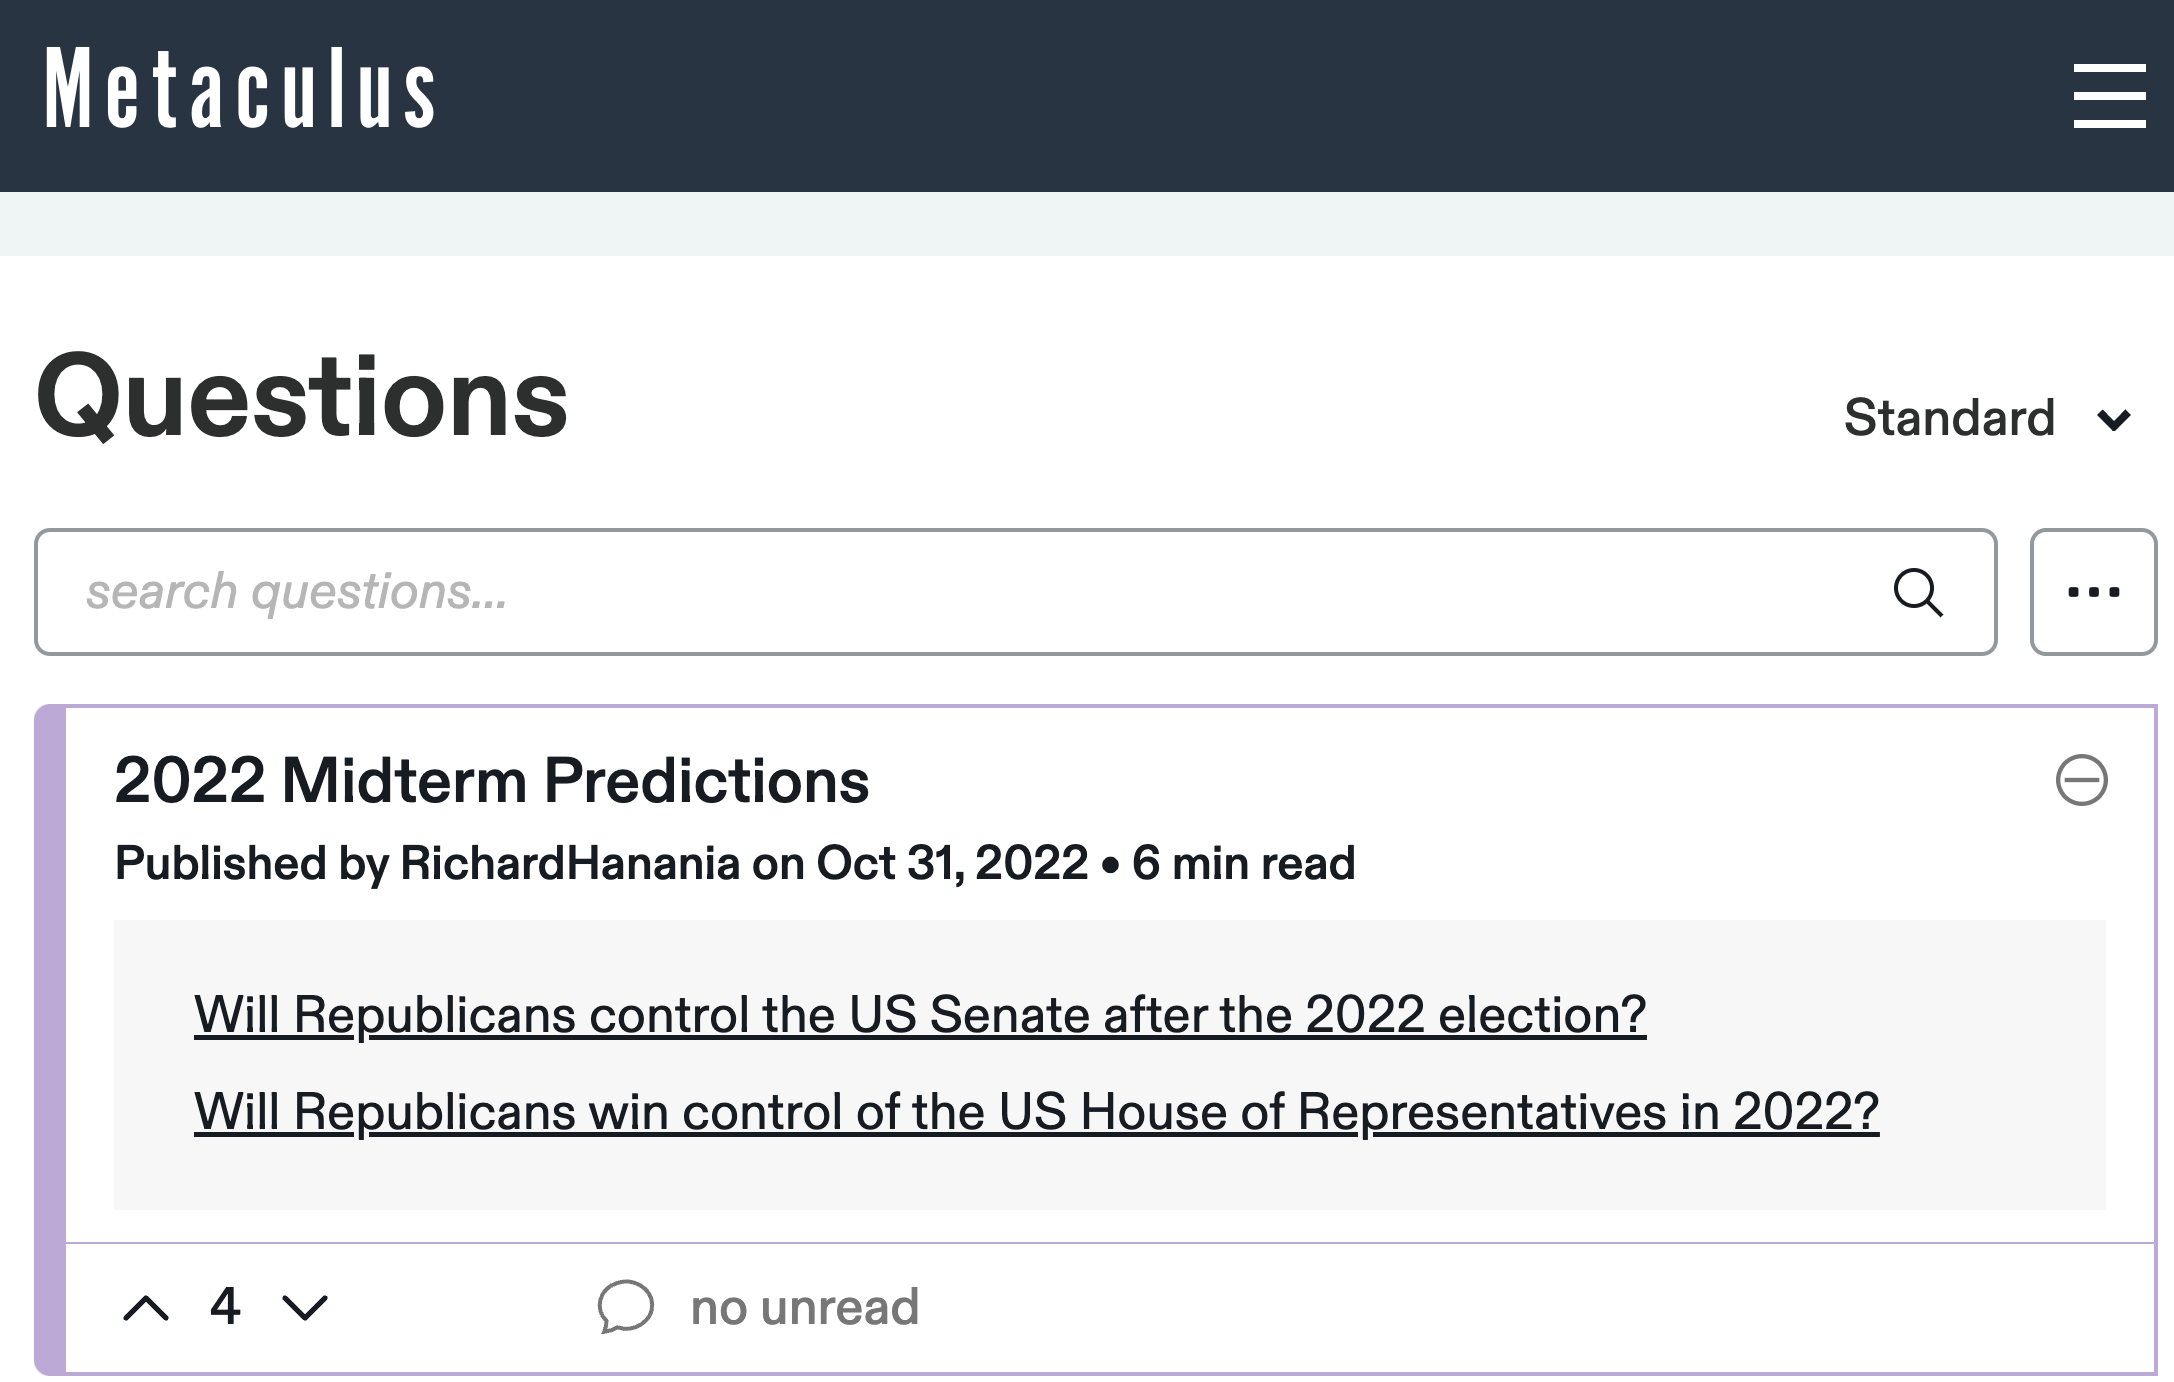 Metaculus
Questions
Standard
search questions...
2022 Midterm Predictions
Published by RichardHanania on Oct 31, 2022 • 6 min read
Will Republicans control the US Senate after the 2022 election?
Will Republicans win control of the US House of Representatives in 2022?
4
no unread